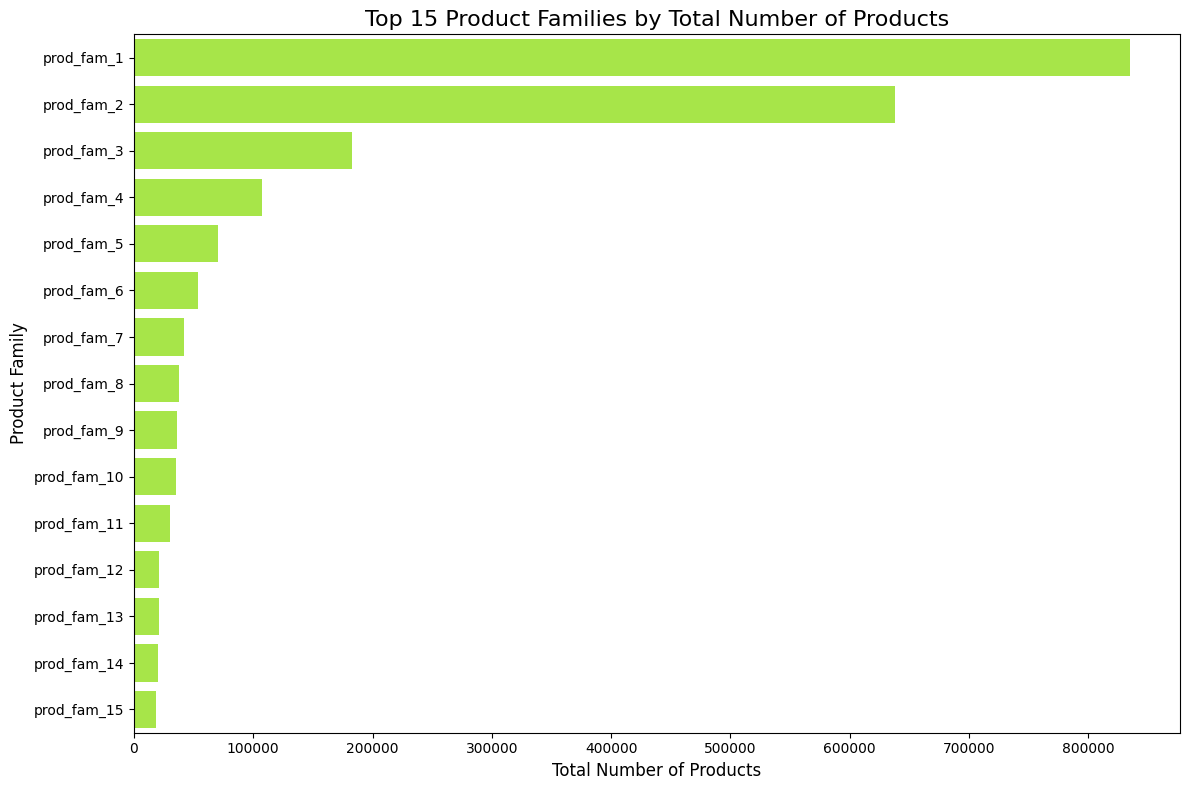 Top 15 Product Families by Total Number of Products
Product Family
prod_fam_1
prod_fam_2
prod_fam_3
prod_fam_4
prod_fam_5
prod_fam_6
prod_fam_7
prod_fam_8
prod_fam_9
prod_fam_10
prod_fam_11
prod_fam_12
prod_fam_13
prod_fam_14
prod_fam_15
0 100000 200000 300000 400000 500000 600000 700000 800000
Total Number of Products